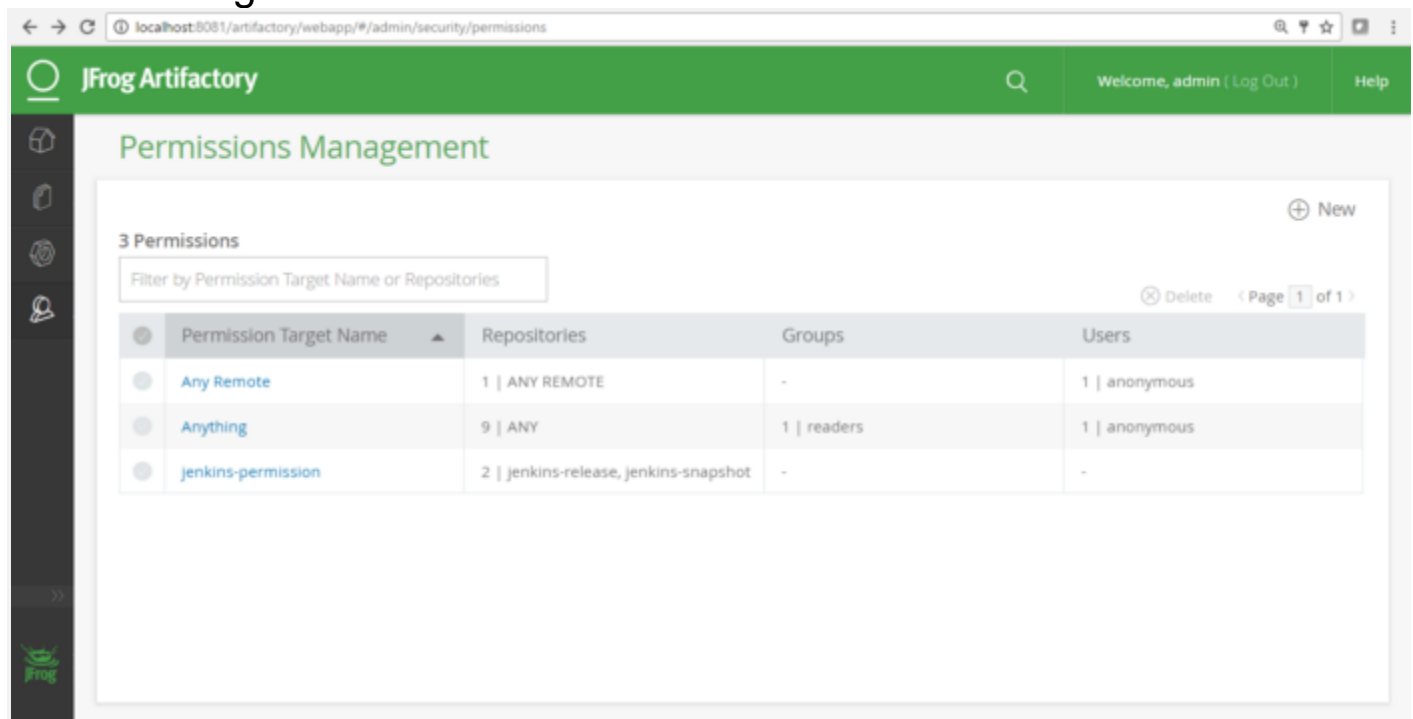 localhost:8081/artifactory/webapp/#/admin/security/permissions
JFrog Artifactory
Welcome, admin ( Log Out )
Help
Permissions Management
New
3 Permissions
Filter by Permission Target Name or Repositories
Delete
Page 1 of 1
Permission Target Name Repositories Groups Users
Any Remote 1 | ANY REMOTE - 1 | anonymous
Anything 9 | ANY 1 | readers 1 | anonymous
jenkins-permission 2 | jenkins-release, jenkins-snapshot - -
JFrog